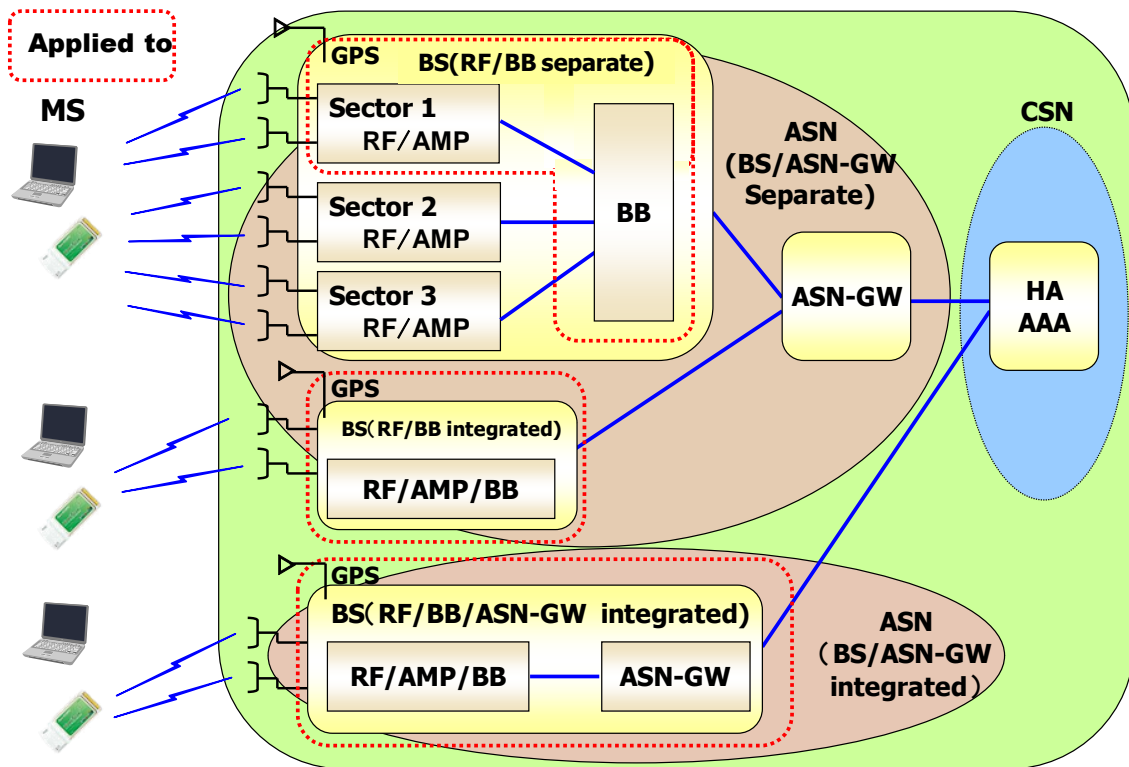 Applied to
MS
GPS
BS(RF/BB separate)
Sector 1
RF/AMP
Sector 2
RF/AMP
Sector 3
RF/AMP
BB
ASN
(BS/ASN-GW
Separate)
ASN-GW
CSN
HA
AAA
GPS
BS(RF/BB integrated)
RF/AMP/BB
GPS
BS(RF/BB/ASN-GW integrated)
RF/AMP/BB
ASN-GW
ASN
(BS/ASN-GW
integrated)